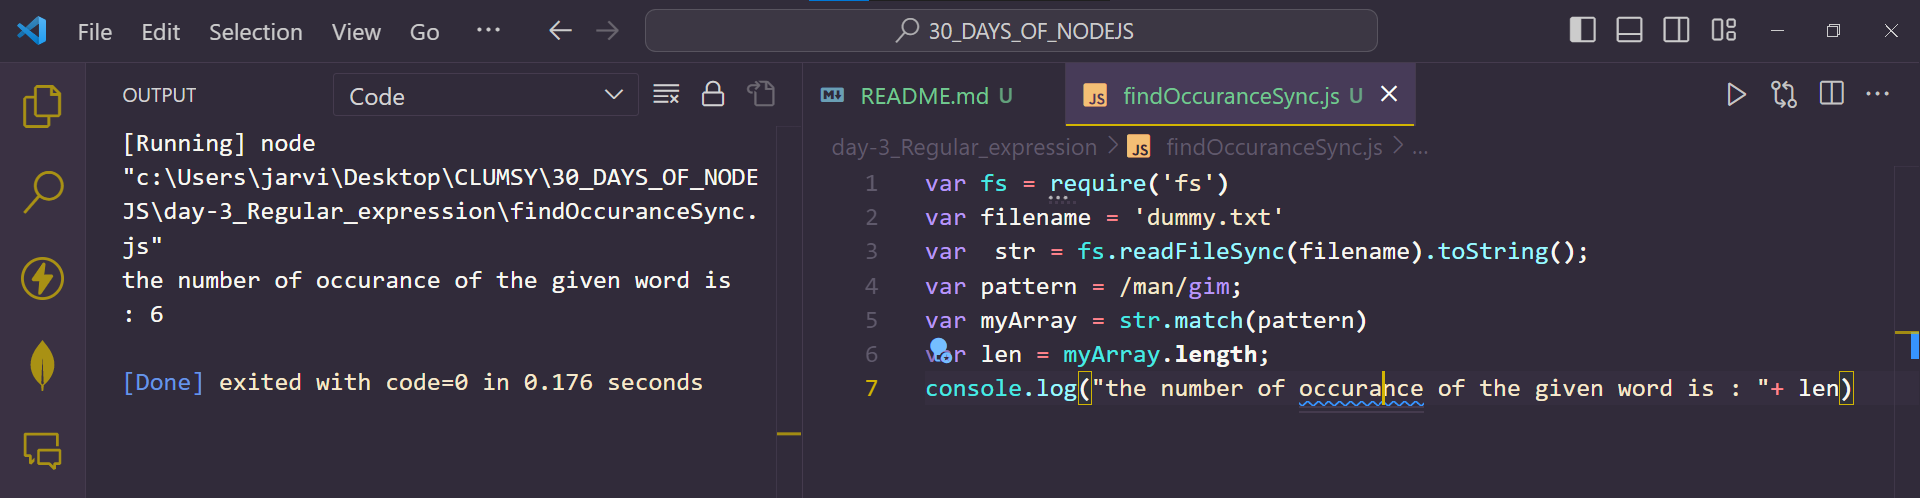 File Edit Selection View Go ··· 30_DAYS_OF_NODEJS
OUTPUT Code
[Running] node
"c:\Users\jarvi\Desktop\CLUMSY\30_DAYS_OF_NODE
JS\day-3_Regular_expression\findOccuranceSync.
js"
the number of occurance of the given word is
: 6
[Done] exited with code=0 in 0.176 seconds
README.md U JS findOccuranceSync.js U
day-3_Regular_expression > JS findOccuranceSync.js > ...
1 var fs = require('fs')
2 var filename = 'dummy.txt'
3 var  str = fs.readFileSync(filename).toString();
4 var pattern = /man/gim;
5 var myArray = str.match(pattern)
6 var len = myArray.length;
7 console.log("the number of occurance of the given word is : "+ len)